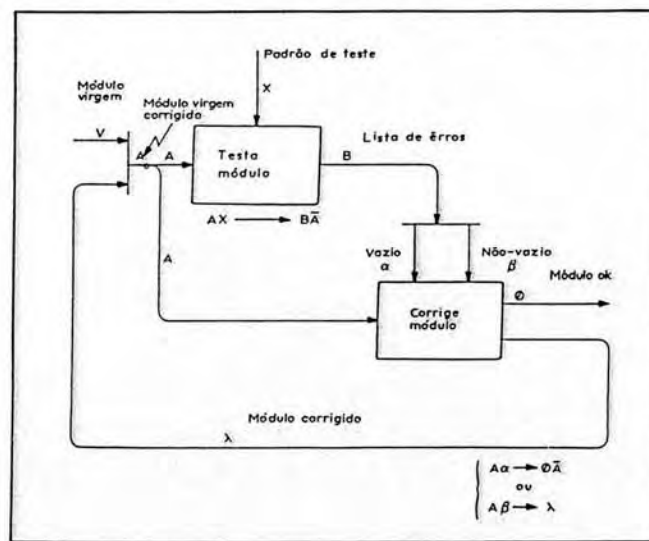 Padrão de teste
X
Módulo
virgem
Módulo virgem
corrigido
V
A
A
Testa
módulo
B
Lista de êrros
AX → BĀ
A
Vazio
α
Não-vazio
β
Módulo ok
Ø
Corrige
módulo
Módulo corrigido
λ
Aα → ØĀ
ou
Aβ → λ